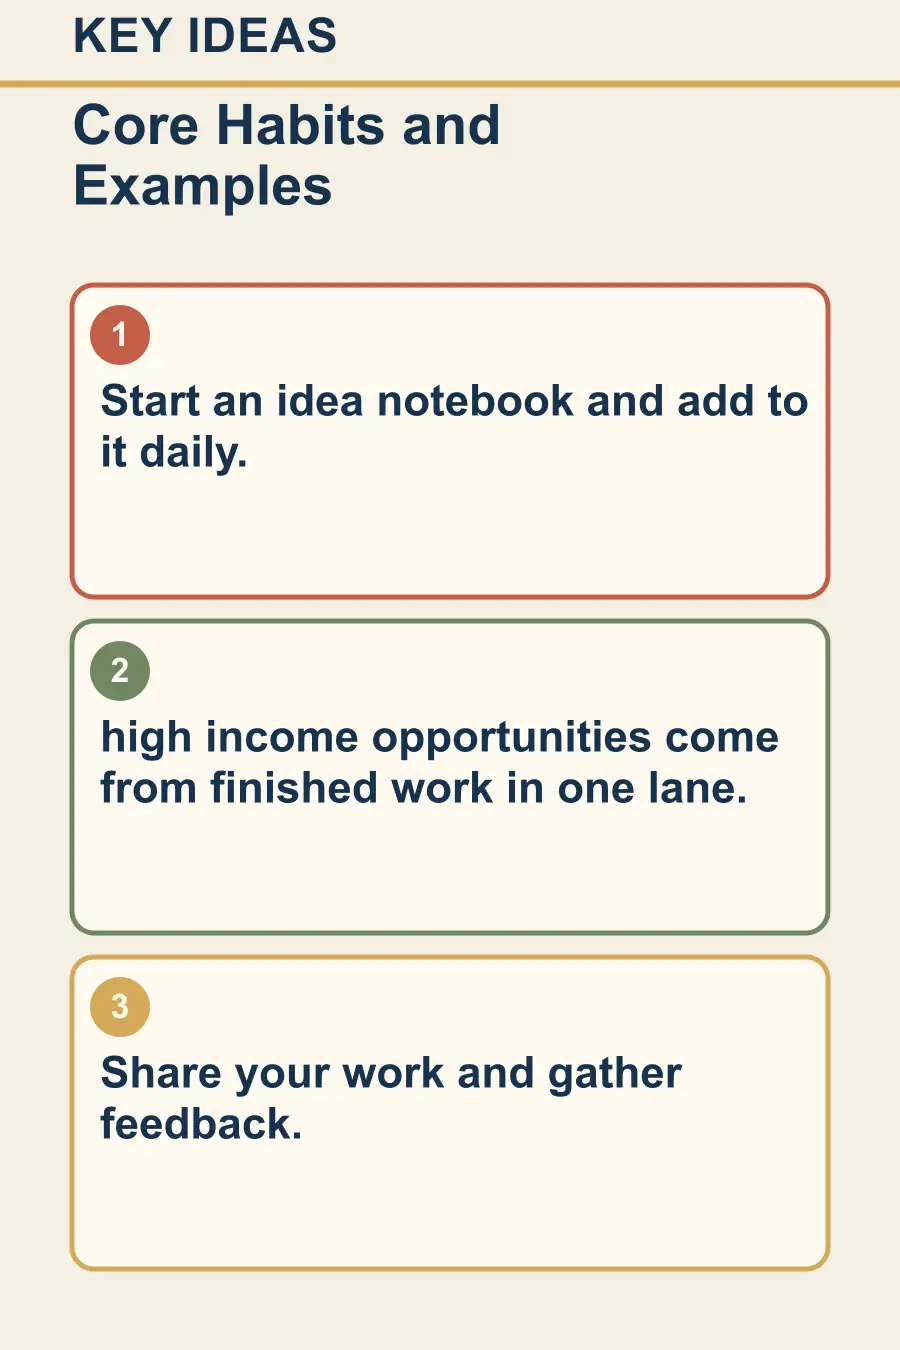 KEY IDEAS
Core Habits and
Examples
1
Start an idea notebook and add to
it daily.
2
high income opportunities come
from finished work in one lane.
3
Share your work and gather
feedback.